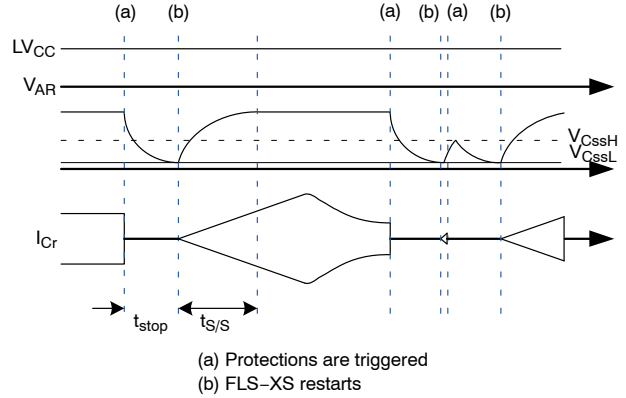 (a) (b) (a) (b) (a) (b)
LVCC
VAR
VCssH
VCssL
ICr
tstop tS/S
(a) Protections are triggered
(b) FLS–XS restarts